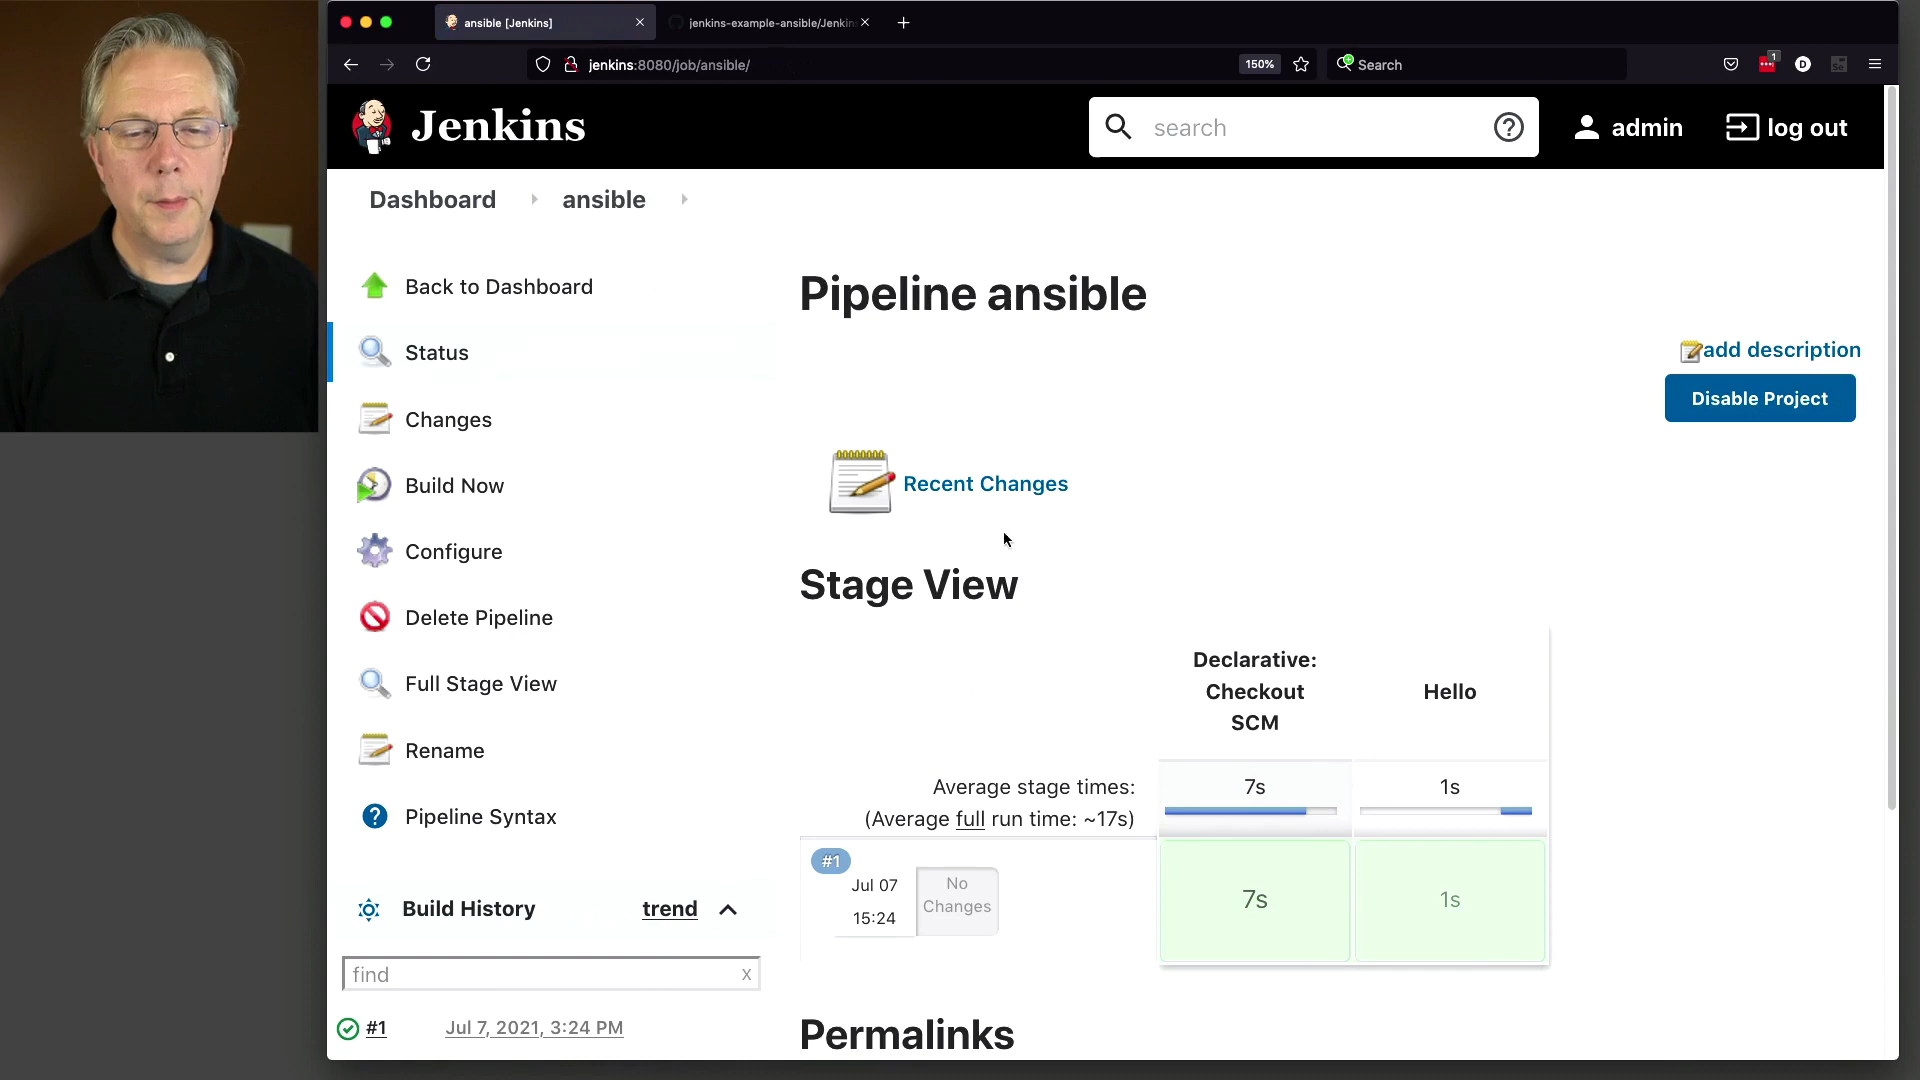 ansible [Jenkins]
jenkins-example-ansible/Jenkin
jenkins:8080/job/ansible/
150%
Search
1
D
Se
Jenkins
search
admin
log out
Dashboard
ansible
Back to Dashboard
Status
Changes
Build Now
Configure
Delete Pipeline
Full Stage View
Rename
Pipeline Syntax
Build History
trend
find
x
#1
Jul 7, 2021, 3:24 PM
Pipeline ansible
add description
Disable Project
Recent Changes
Stage View
Declarative:
Checkout
SCM
Hello
Average stage times:
(Average full run time: ~17s)
7s
1s
#1
Jul 07
15:24
No
Changes
7s
1s
Permalinks